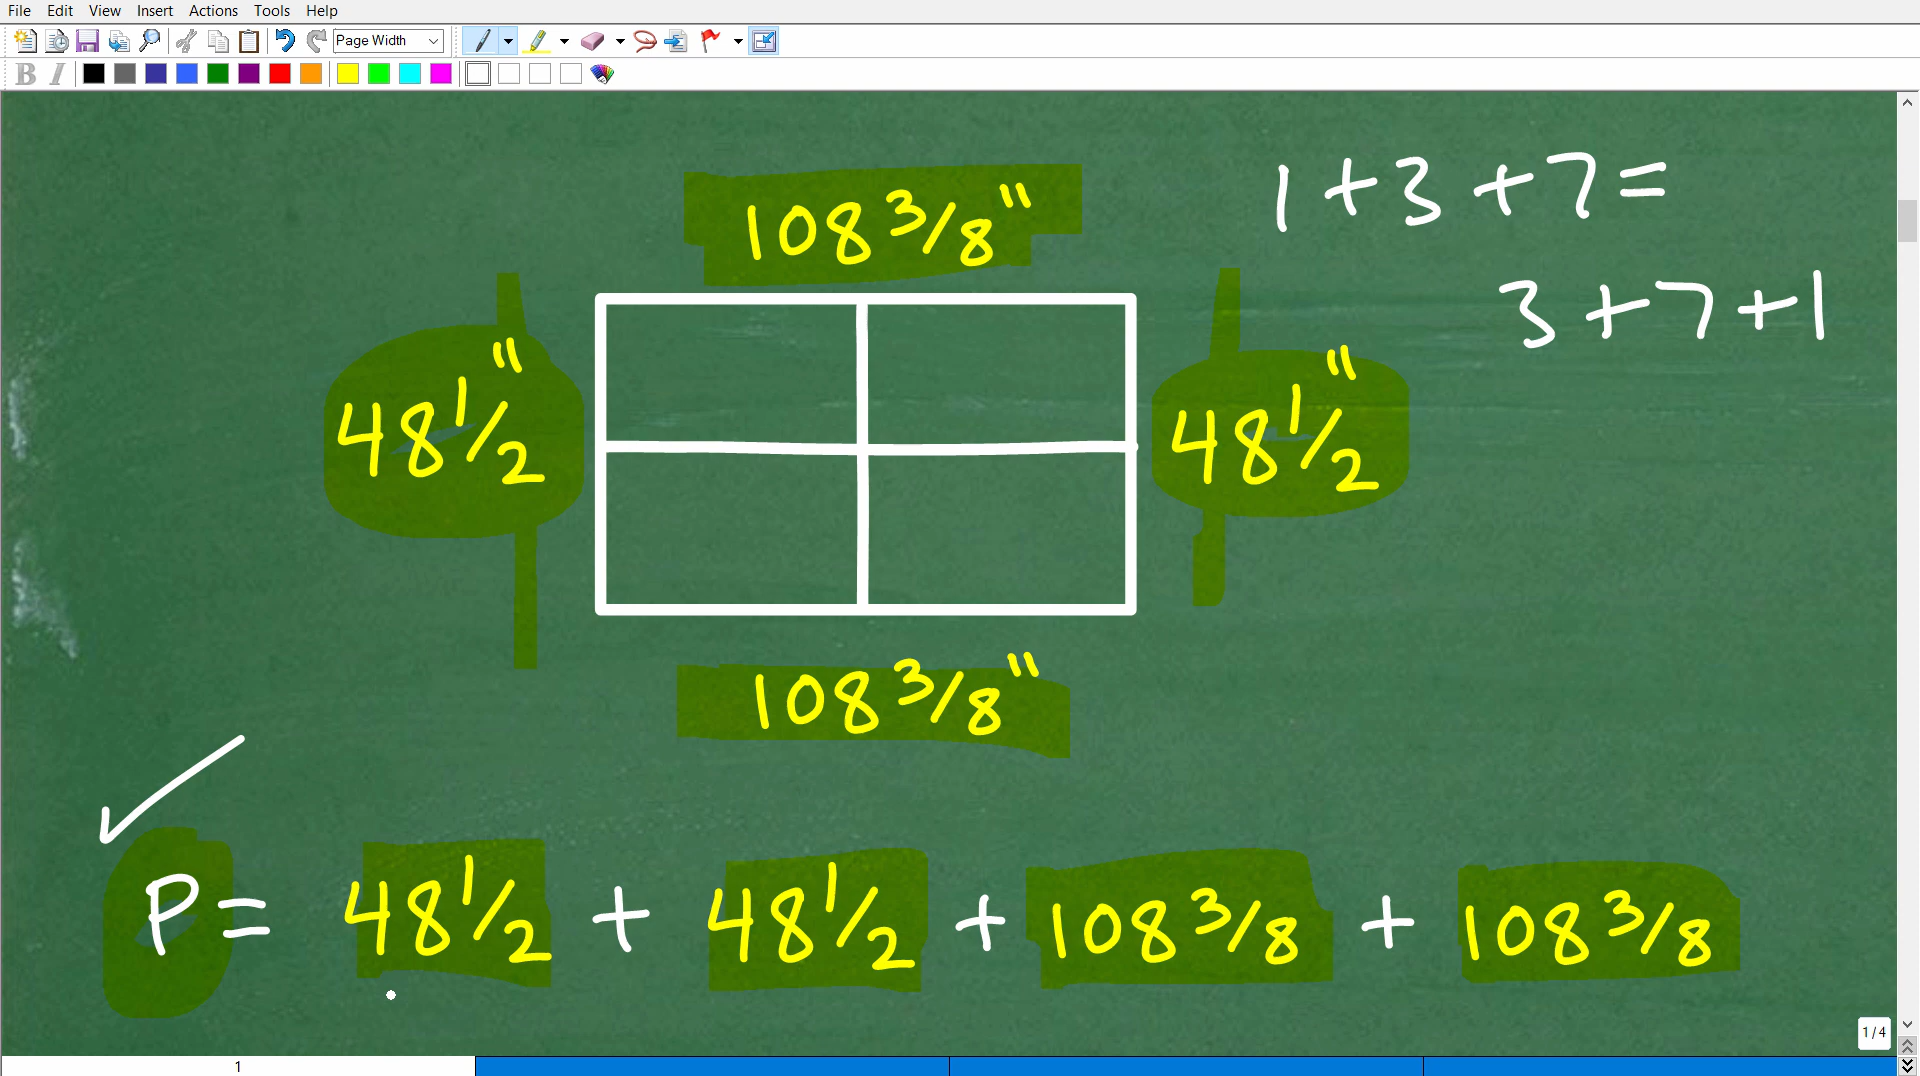 File Edit View Insert Actions Tools Help
Page Width
B I
108 3/8"
1 + 3 + 7 =
3 + 7 + 1
48 1/2"
48 1/2"
108 3/8"
P = 48 1/2 + 48 1/2 + 108 3/8 + 108 3/8
1 / 4
1